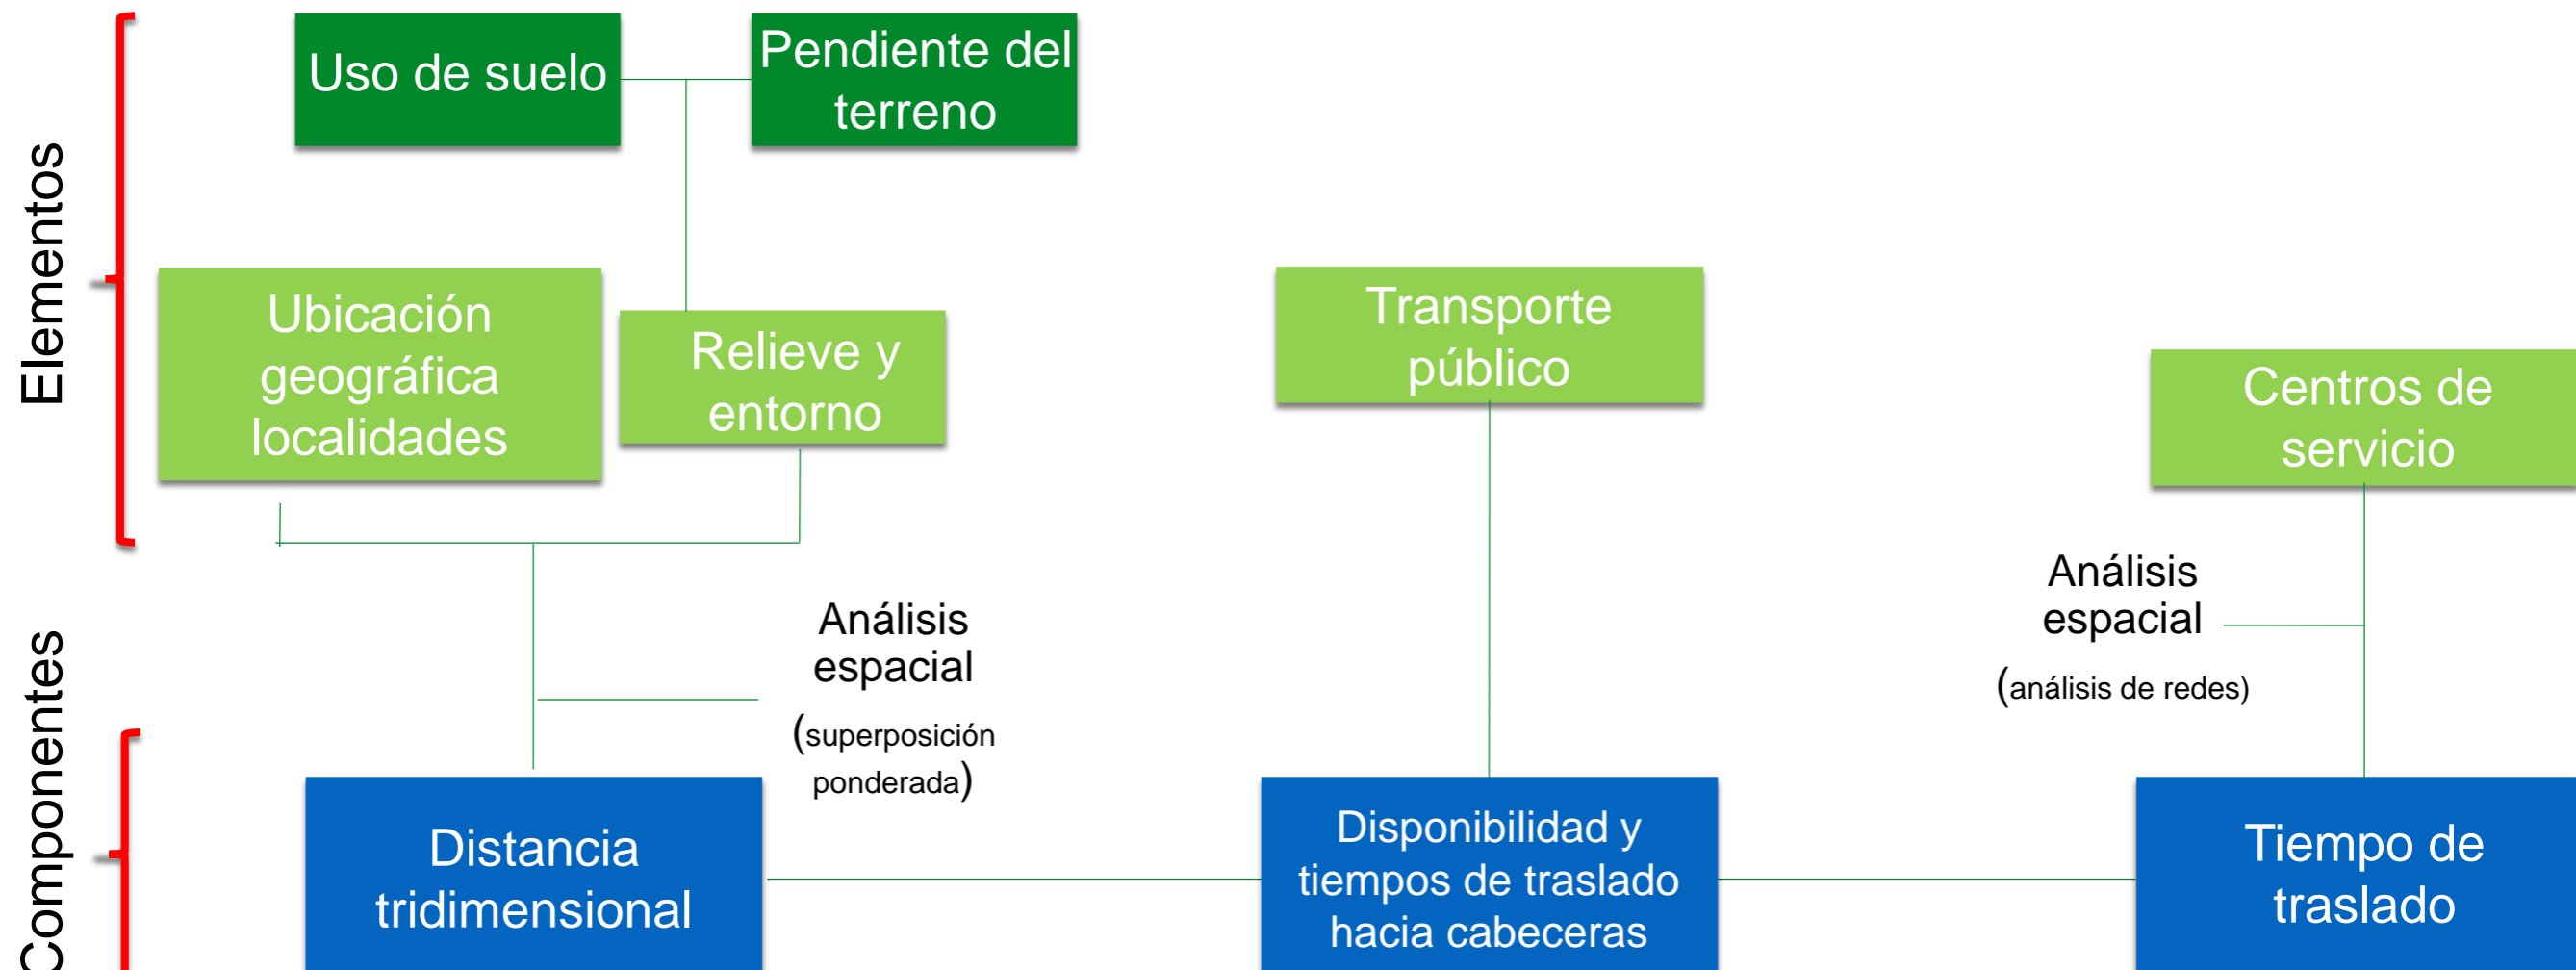 Elementos
Uso de suelo
Pendiente del
terreno
Ubicación
geográfica
localidades
Relieve y
entorno
Transporte
público
Centros de
servicio
Análisis
espacial
(superposición
ponderada)
Análisis
espacial
(análisis de redes)
Componentes
Distancia
tridimensional
Disponibilidad y
tiempos de traslado
hacia cabeceras
Tiempo de
traslado